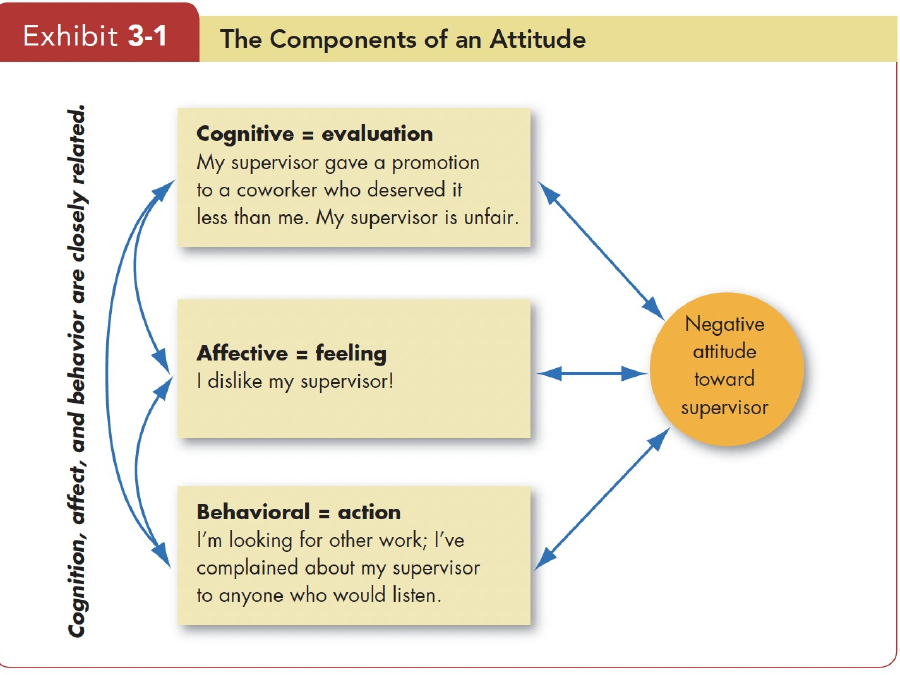 Exhibit 3-1
The Components of an Attitude
Cognition, affect, and behavior are closely related.
Cognitive = evaluation
My supervisor gave a promotion
to a coworker who deserved it
less than me. My supervisor is unfair.
Affective = feeling
I dislike my supervisor!
Behavioral = action
I'm looking for other work; I've
complained about my supervisor
to anyone who would listen.
Negative
attitude
toward
supervisor